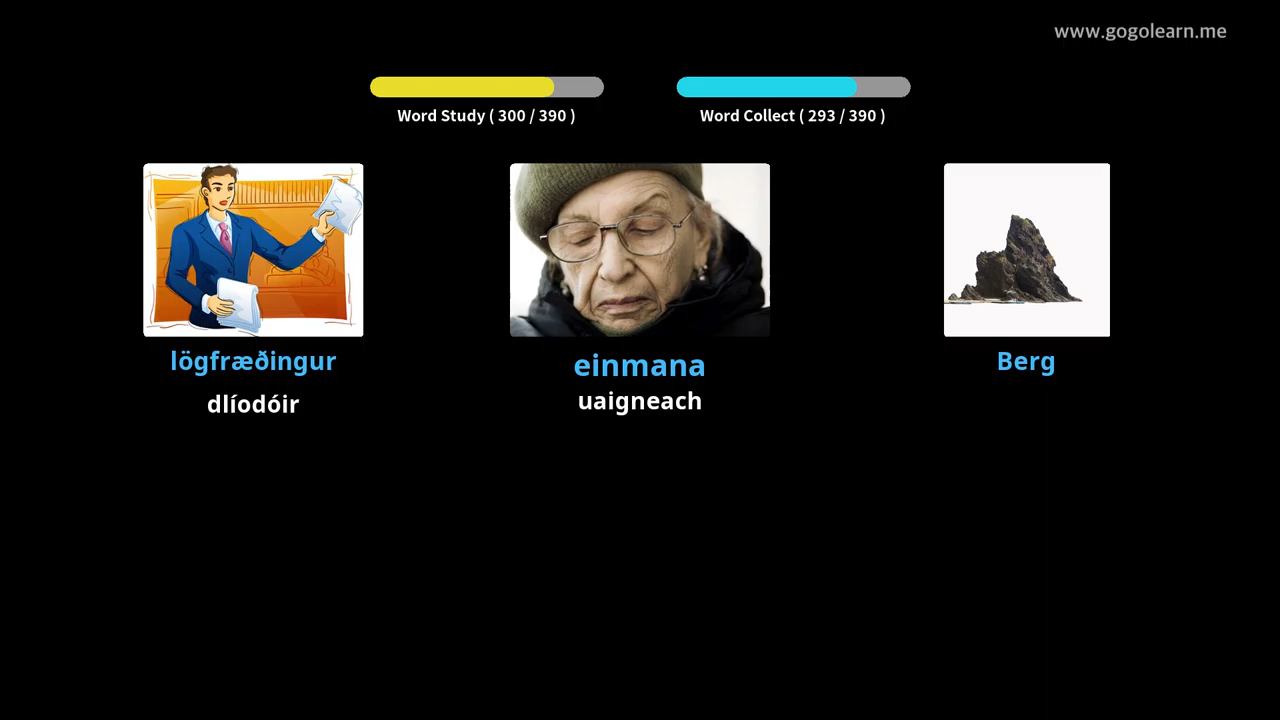 www.gogolearn.me
Word Study ( 300 / 390 )
Word Collect ( 293 / 390 )
lögfræðingur
dlíodóir
einmana
uaigneach
Berg